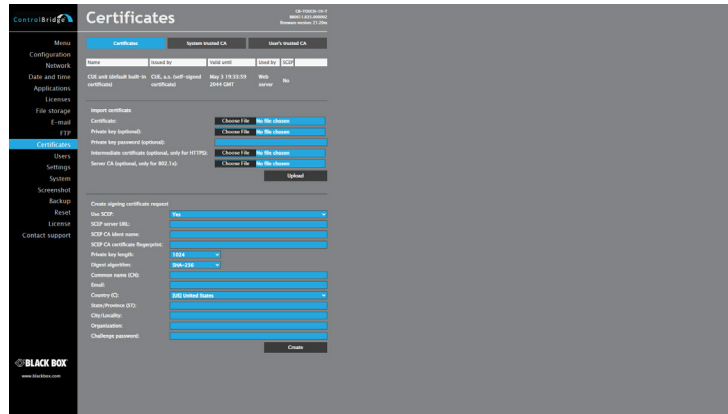 ControlBridge
Certificates
CB-TOUCH-10-T
Firmware version: 21.20m
Menu
Configuration
Network
Date and time
Applications
Licenses
File storage
E-mail
FTP
Certificates
Users
Settings
System
Screenshot
Backup
Reset
License
Contact support
BLACK BOX
www.blackbox.com
Certificates System trusted CA User's trusted CA
Name Issued by Valid until Used by SCEP
CUE unit (default built-in CUE, a.s. (self-signed May 3 19:33:59 Web No
certificate) certificate) 2044 GMT server
Import certificate
Certificate: Choose File No file chosen
Private key (optional): Choose File No file chosen
Private key password (optional):
Intermediate certificate (optional, only for HTTPS): Choose File No file chosen
Server CA (optional, only for 802.1x): Choose File No file chosen
Upload
Create signing certificate request
Use SCEP: Yes
SCEP server URL:
SCEP CA ident name:
SCEP CA certificate fingerprint:
Private key length: 1024
Digest algorithm: SHA-256
Common name (CN):
Email:
Country (C): [US] United States
State/Province (ST):
City/Locality:
Organization:
Challenge password:
Create